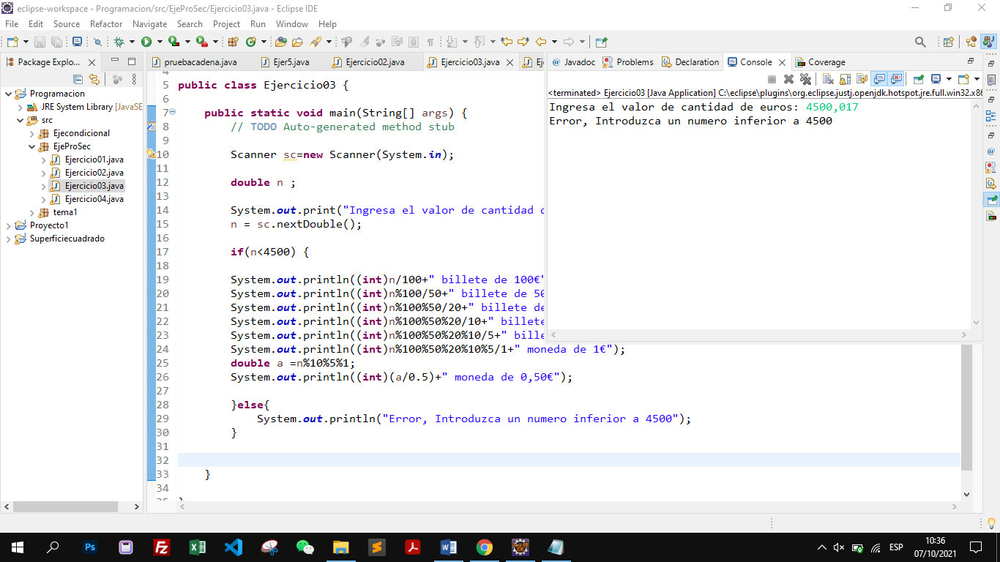 eclipse-workspace - Programacion/src/EjeProSec/Ejercicio03.java - Eclipse IDE
File Edit Source Refactor Navigate Search Project Run Window Help
Package Explo...
pruebacadena.java Ejer5.java Ejercicio02.java Ejercicio03.java Ej
@ Javadoc Problems Declaration Console Coverage
Programacion
JRE System Library [JavaSE
src
Ejecondicional
EjeProSec
Ejercicio01.java
Ejercicio02.java
Ejercicio03.java
Ejercicio04.java
tema1
Proyecto1
Superficiecuadrado
4
5 public class Ejercicio03 {
6
7 public static void main(String[] args) {
8 // TODO Auto-generated method stub
9
10 Scanner sc=new Scanner(System.in);
11
12 double n ;
13
14 System.out.print("Ingresa el valor de cantidad d
15 n = sc.nextDouble();
16
17 if(n<4500) {
18
19 System.out.println((int)n/100+" billete de 100€"
20 System.out.println((int)n%100/50+" billete de 50
21 System.out.println((int)n%100%50/20+" billete de
22 System.out.println((int)n%100%50%20/10+" billete
23 System.out.println((int)n%100%50%20%10/5+" bille
24 System.out.println((int)n%100%50%20%10%5/1+" moneda de 1€");
25 double a =n%10%5%1;
26 System.out.println((int)(a/0.5)+" moneda de 0,50€");
27
28 }else{
29 System.out.println("Error, Introduzca un numero inferior a 4500");
30 }
31
32
33 }
34
<terminated> Ejercicio03 [Java Application] C:\eclipse\plugins\org.eclipse.justj.openjdk.hotspot.jre.full.win32.x86
Ingresa el valor de cantidad de euros: 4500,017
Error, Introduzca un numero inferior a 4500
ESP
10:36
07/10/2021